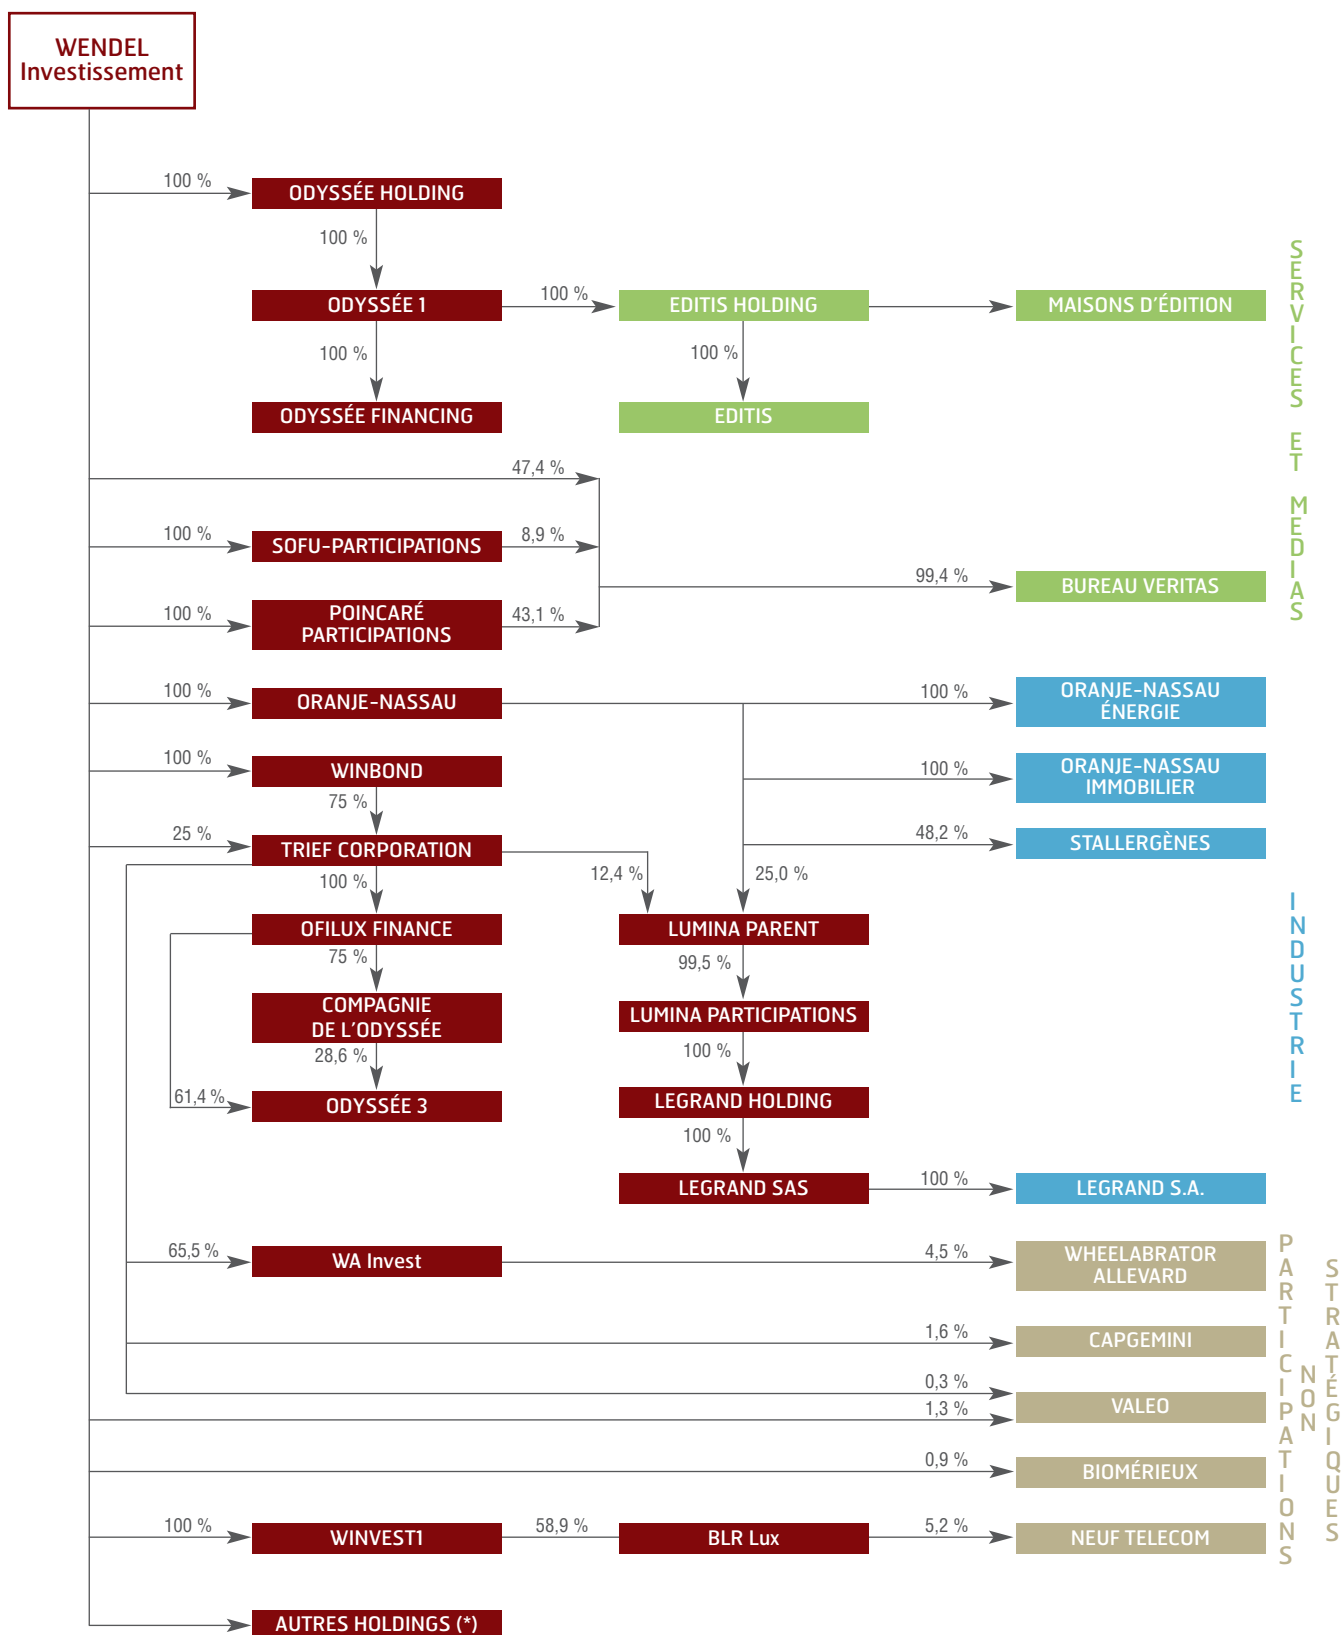 WENDEL
Investissement
100 %
ODYSSÉE HOLDING
100 %
ODYSSÉE 1
100 %
EDITIS HOLDING
MAISONS D'ÉDITION
100 %
100 %
ODYSSÉE FINANCING
EDITIS
SERVICES ET MEDIAS
47,4 %
100 %
SOFU-PARTICIPATIONS
8,9 %
99,4 %
BUREAU VERITAS
100 %
POINCARÉ
PARTICIPATIONS
43,1 %
100 %
ORANJE-NASSAU
100 %
ORANJE-NASSAU
ÉNERGIE
100 %
WINBOND
100 %
ORANJE-NASSAU
IMMOBILIER
75 %
25 %
TRIEF CORPORATION
48,2 %
STALLERGÈNES
100 %
12,4 %
25,0 %
OFILUX FINANCE
LUMINA PARENT
75 %
99,5 %
COMPAGNIE
DE L'ODYSSÉE
LUMINA PARTICIPATIONS
28,6 %
100 %
61,4 %
ODYSSÉE 3
LEGRAND HOLDING
100 %
LEGRAND SAS
100 %
LEGRAND S.A.
INDUSTRIE
65,5 %
WA Invest
4,5 %
WHEELABRATOR
ALLEVARD
1,6 %
CAPGEMINI
0,3 %
1,3 %
VALEO
0,9 %
BIOMÉRIEUX
100 %
WINVEST1
58,9 %
BLR Lux
5,2 %
NEUF TELECOM
PARTICIPATIONS
NON
STRATÉGIQUES
AUTRES HOLDINGS (*)